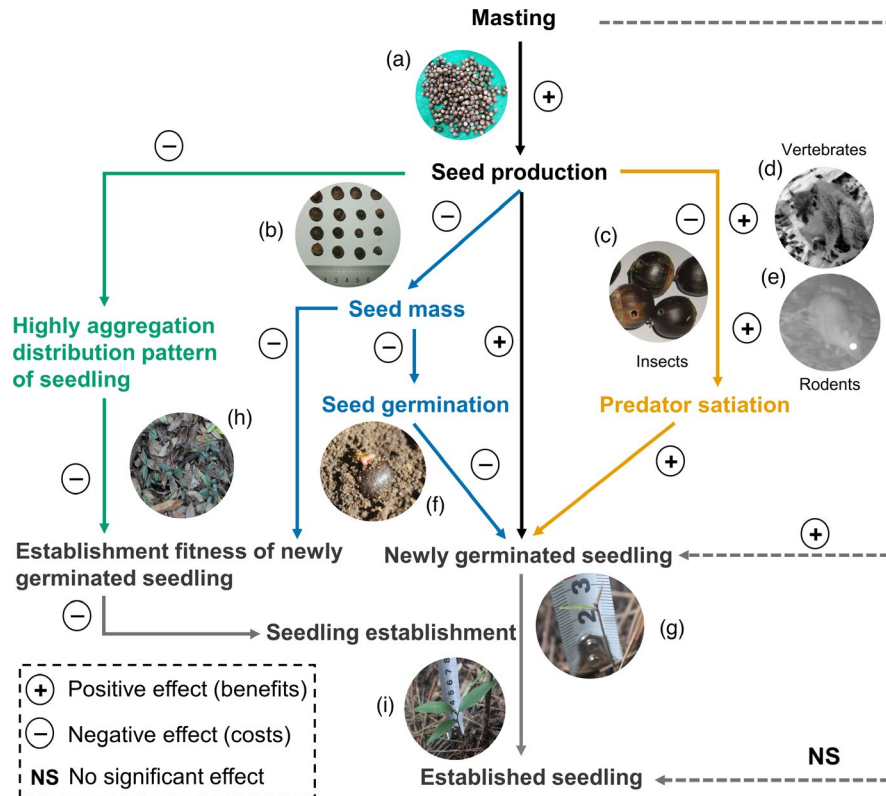 Masting
(a)
+
Seed production
−
Vertebrates
(d)
(b)
−
(c)
−
+
(e)
Seed mass
Highly aggregation
distribution pattern
of seedling
−
−
+
+
Insects
Rodents
Seed germination
Predator satiation
(h)
−
(f)
−
+
Establishment fitness of newly
germinated seedling
Newly germinated seedling
+
−
Seedling establishment
(g)
2 3
(i)
+ Positive effect (benefits)
− Negative effect (costs)
NS No significant effect
NS
Established seedling